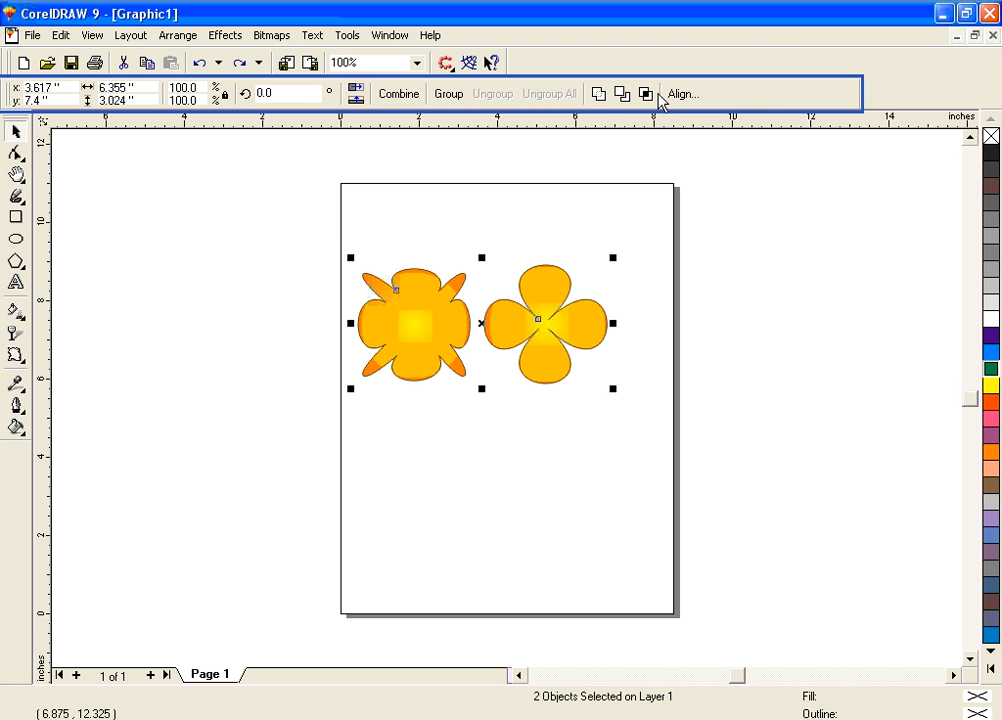 CorelDRAW 9 - [Graphic1]
File Edit View Layout Arrange Effects Bitmaps Text Tools Window Help
100%
x: 3.617 " 6.355 " 100.0 % 0.0 ° Combine Group Ungroup Ungroup All Align...
y: 7.4 " 3.024 " 100.0 %
6 4 2 0 2 4 6 8 10 12 14 inches
12
10
8
6
4
2
0
inches
1 of 1 Page 1
2 Objects Selected on Layer 1 Fill:
( 6.875 , 12.325 ) Outline: